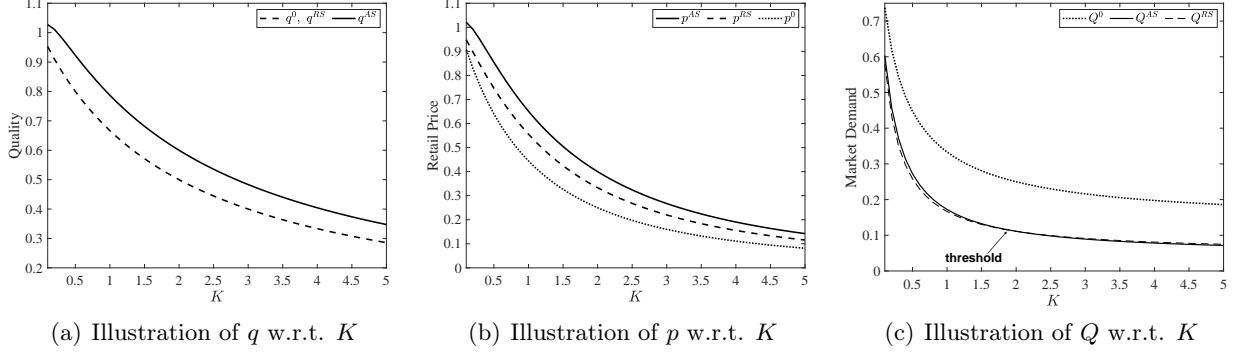 q⁰, q^{RS} q^{AS}
Quality
1.1
1
0.9
0.8
0.7
0.6
0.5
0.4
0.3
0.2
0.5 1 1.5 2 2.5 3 3.5 4 4.5 5
K
(a) Illustration of q w.r.t. K
p^{AS} p^{RS} p⁰
Retail Price
1.1
1
0.9
0.8
0.7
0.6
0.5
0.4
0.3
0.2
0.1
0
0.5 1 1.5 2 2.5 3 3.5 4 4.5 5
K
(b) Illustration of p w.r.t. K
Q⁰ Q^{AS} Q^{RS}
Market Demand
0.7
0.6
0.5
0.4
0.3
0.2
0.1
0
threshold
0.5 1 1.5 2 2.5 3 3.5 4 4.5 5
K
(c) Illustration of Q w.r.t. K